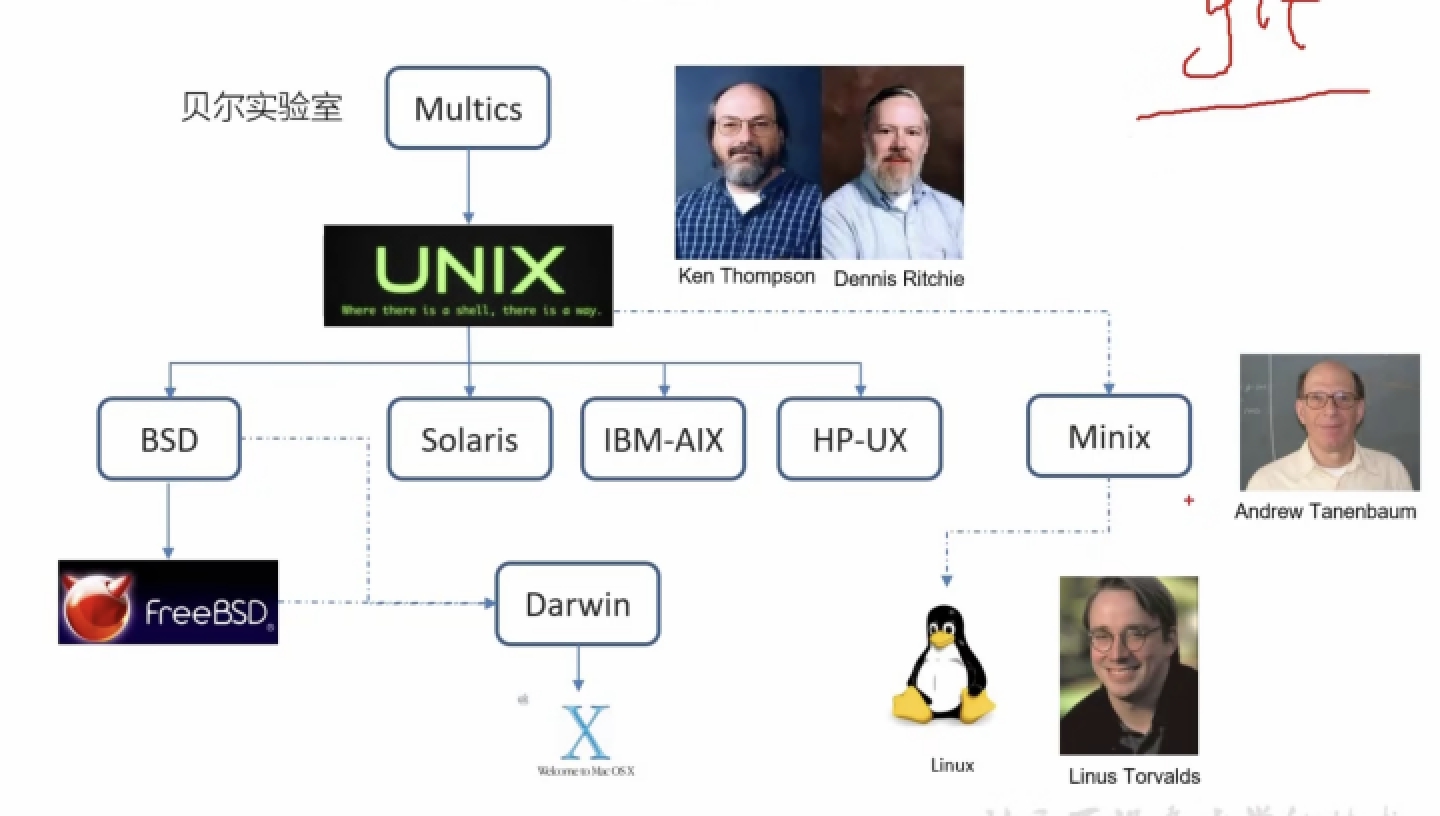 git
贝尔实验室
Multics
UNIX
Where there is a shell, there is a way.
Ken Thompson
Dennis Ritchie
BSD
Solaris
IBM-AIX
HP-UX
Minix
Andrew Tanenbaum
FreeBSD
Darwin
X
Welcome to Mac OS X
Linux
Linus Torvalds